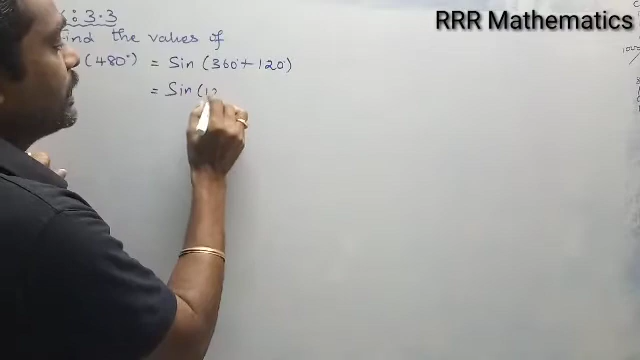 RRR Mathematics
: 3.3
Find the values of
(480°) = Sin (360°+ 120°)
= Sin (12